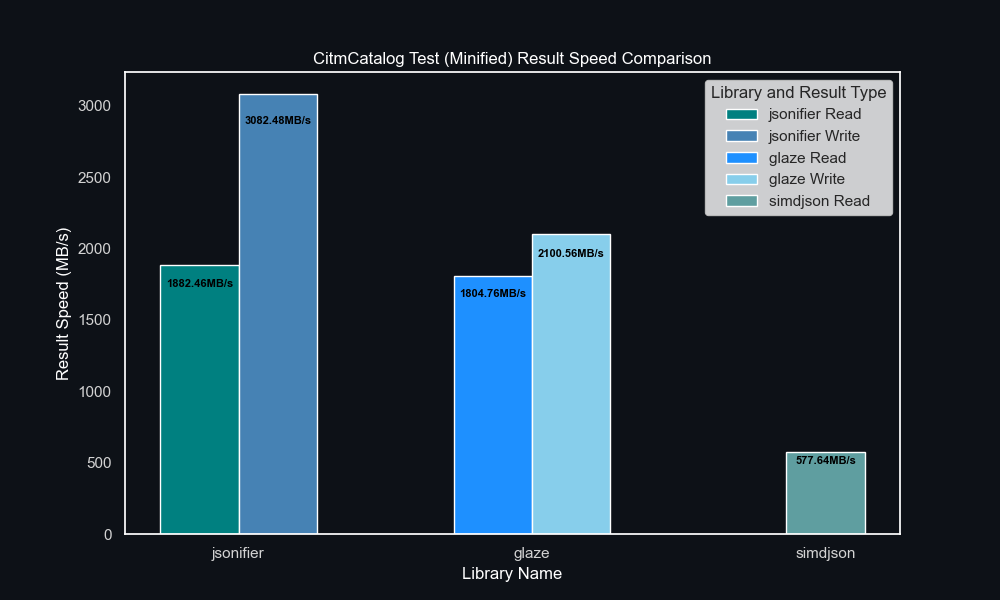 CitmCatalog Test (Minified) Result Speed Comparison
Library and Result Type
jsonifier Read
jsonifier Write
glaze Read
glaze Write
simdjson Read
Result Speed (MB/s)
3000
2500
2000
1500
1000
500
0
1882.46MB/s
3082.48MB/s
1804.76MB/s
2100.56MB/s
577.64MB/s
jsonifier
glaze
simdjson
Library Name